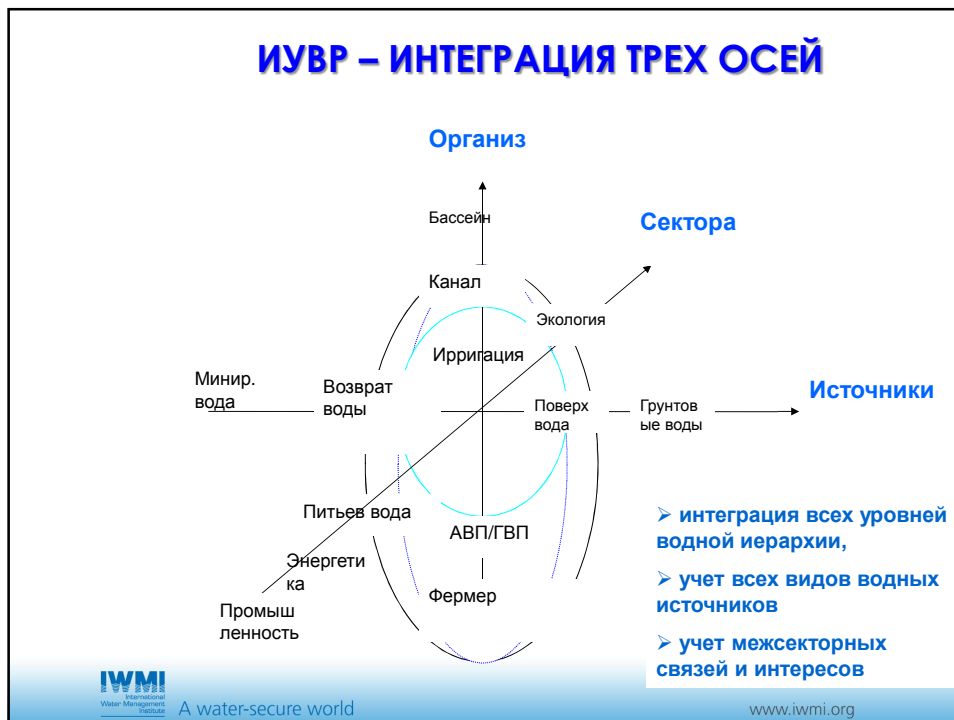 ИУВР – ИНТЕГРАЦИЯ ТРЕХ ОСЕЙ
Организ
Бассейн
Сектора
Канал
Экология
Ирригация
Минир.
вода
Возврат
воды
Поверх
вода
Грунтов
ые воды
Источники
Питьев вода
АВП/ГВП
Энергети
ка
Фермер
Промыш
ленность
➢ интеграция всех уровней
водной иерархии,
➢ учет всех видов водных
источников
➢ учет межсекторных
связей и интересов
IWMI
International
Water Management
Institute
A water-secure world
www.iwmi.org